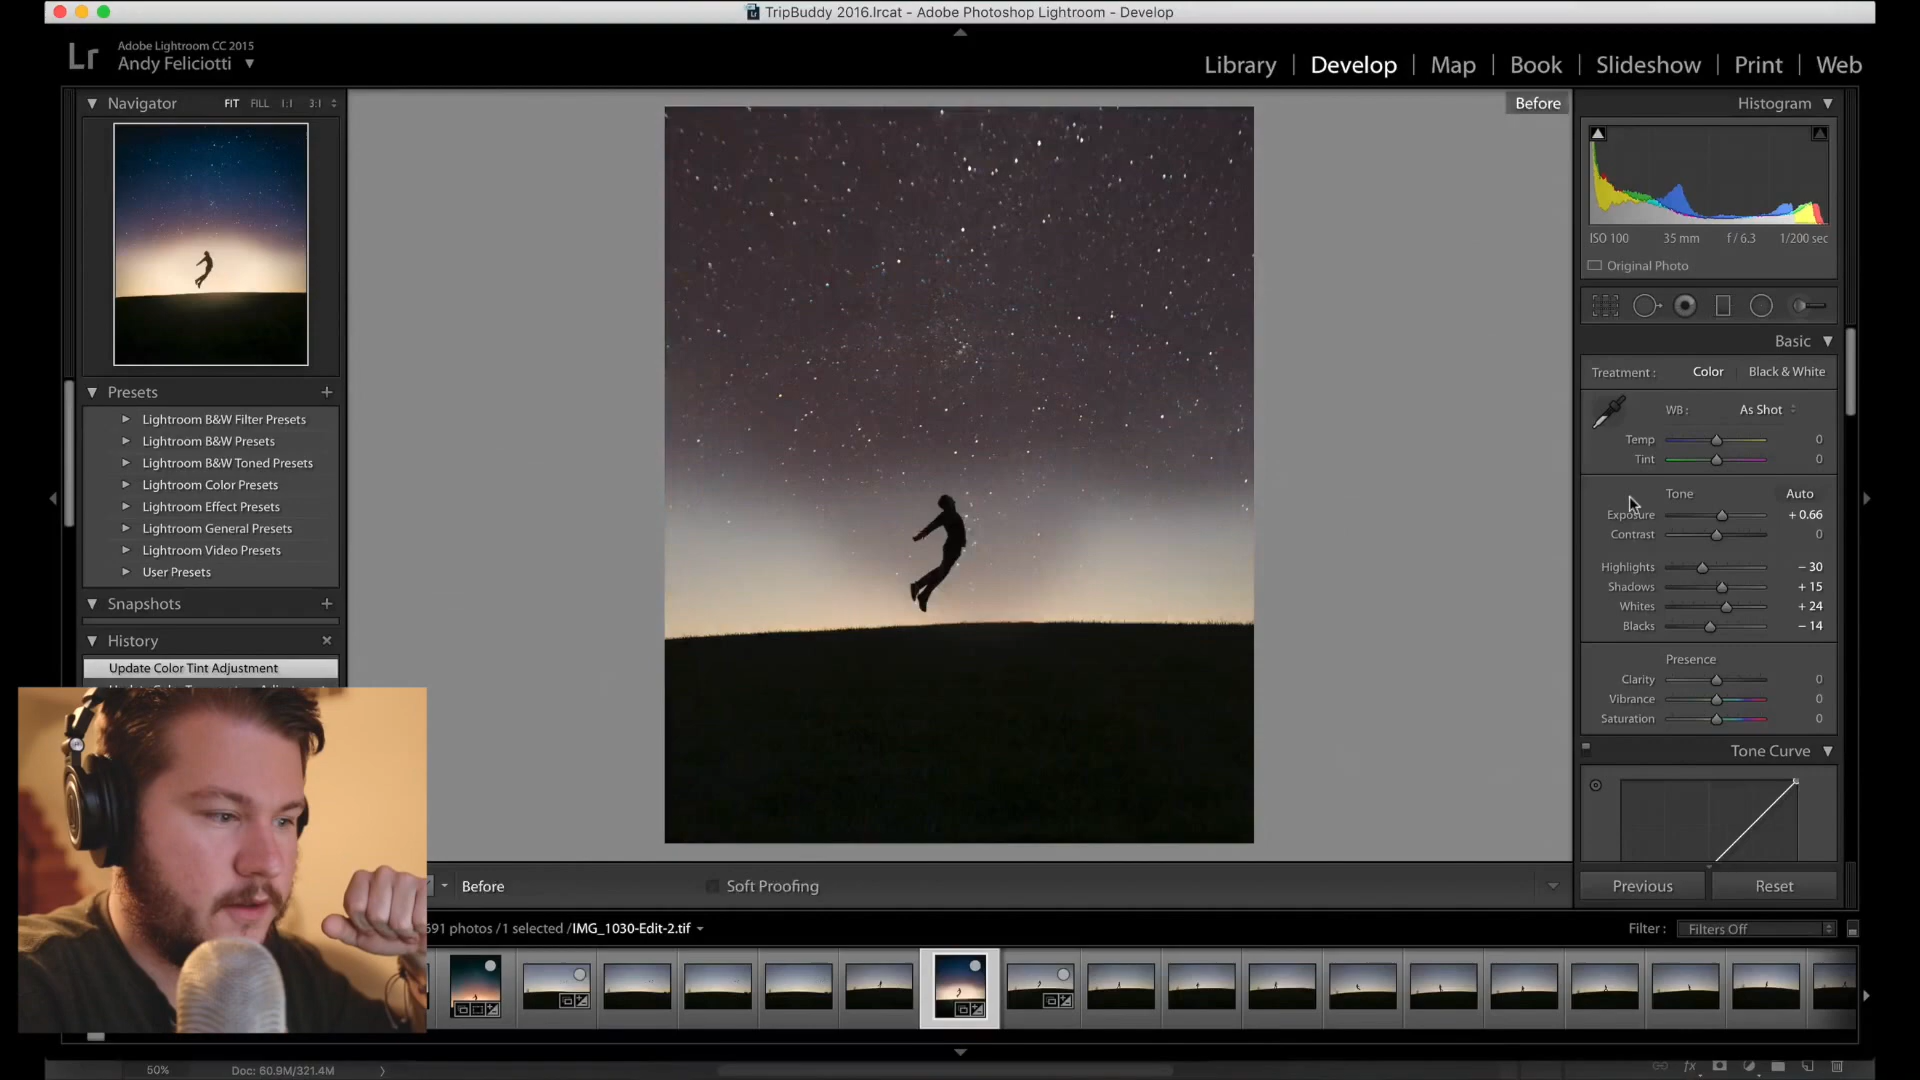 TripBuddy 2016.lrcat - Adobe Photoshop Lightroom - Develop
Lr
Adobe Lightroom CC 2015
Andy Feliciotti
Library | Develop | Map | Book | Slideshow | Print | Web
Navigator FIT FILL 1:1 3:1
Before
Histogram
ISO 100 35 mm f / 6.3 1/200 sec
Original Photo
Basic
Treatment : Color Black & White
WB : As Shot
Temp 0
Tint 0
Tone Auto
Exposure + 0.66
Contrast 0
Highlights − 30
Shadows + 15
Whites + 24
Blacks − 14
Presence
Clarity 0
Vibrance 0
Saturation 0
Tone Curve
Previous Reset
Presets +
Lightroom B&W Filter Presets
Lightroom B&W Presets
Lightroom B&W Toned Presets
Lightroom Color Presets
Lightroom Effect Presets
Lightroom General Presets
Lightroom Video Presets
User Presets
Snapshots +
History
Update Color Tint Adjustment
Before Soft Proofing
691 photos / 1 selected / IMG_1030-Edit-2.tif
Filter : Filters Off
50% Doc: 60.9M/321.4M
fx